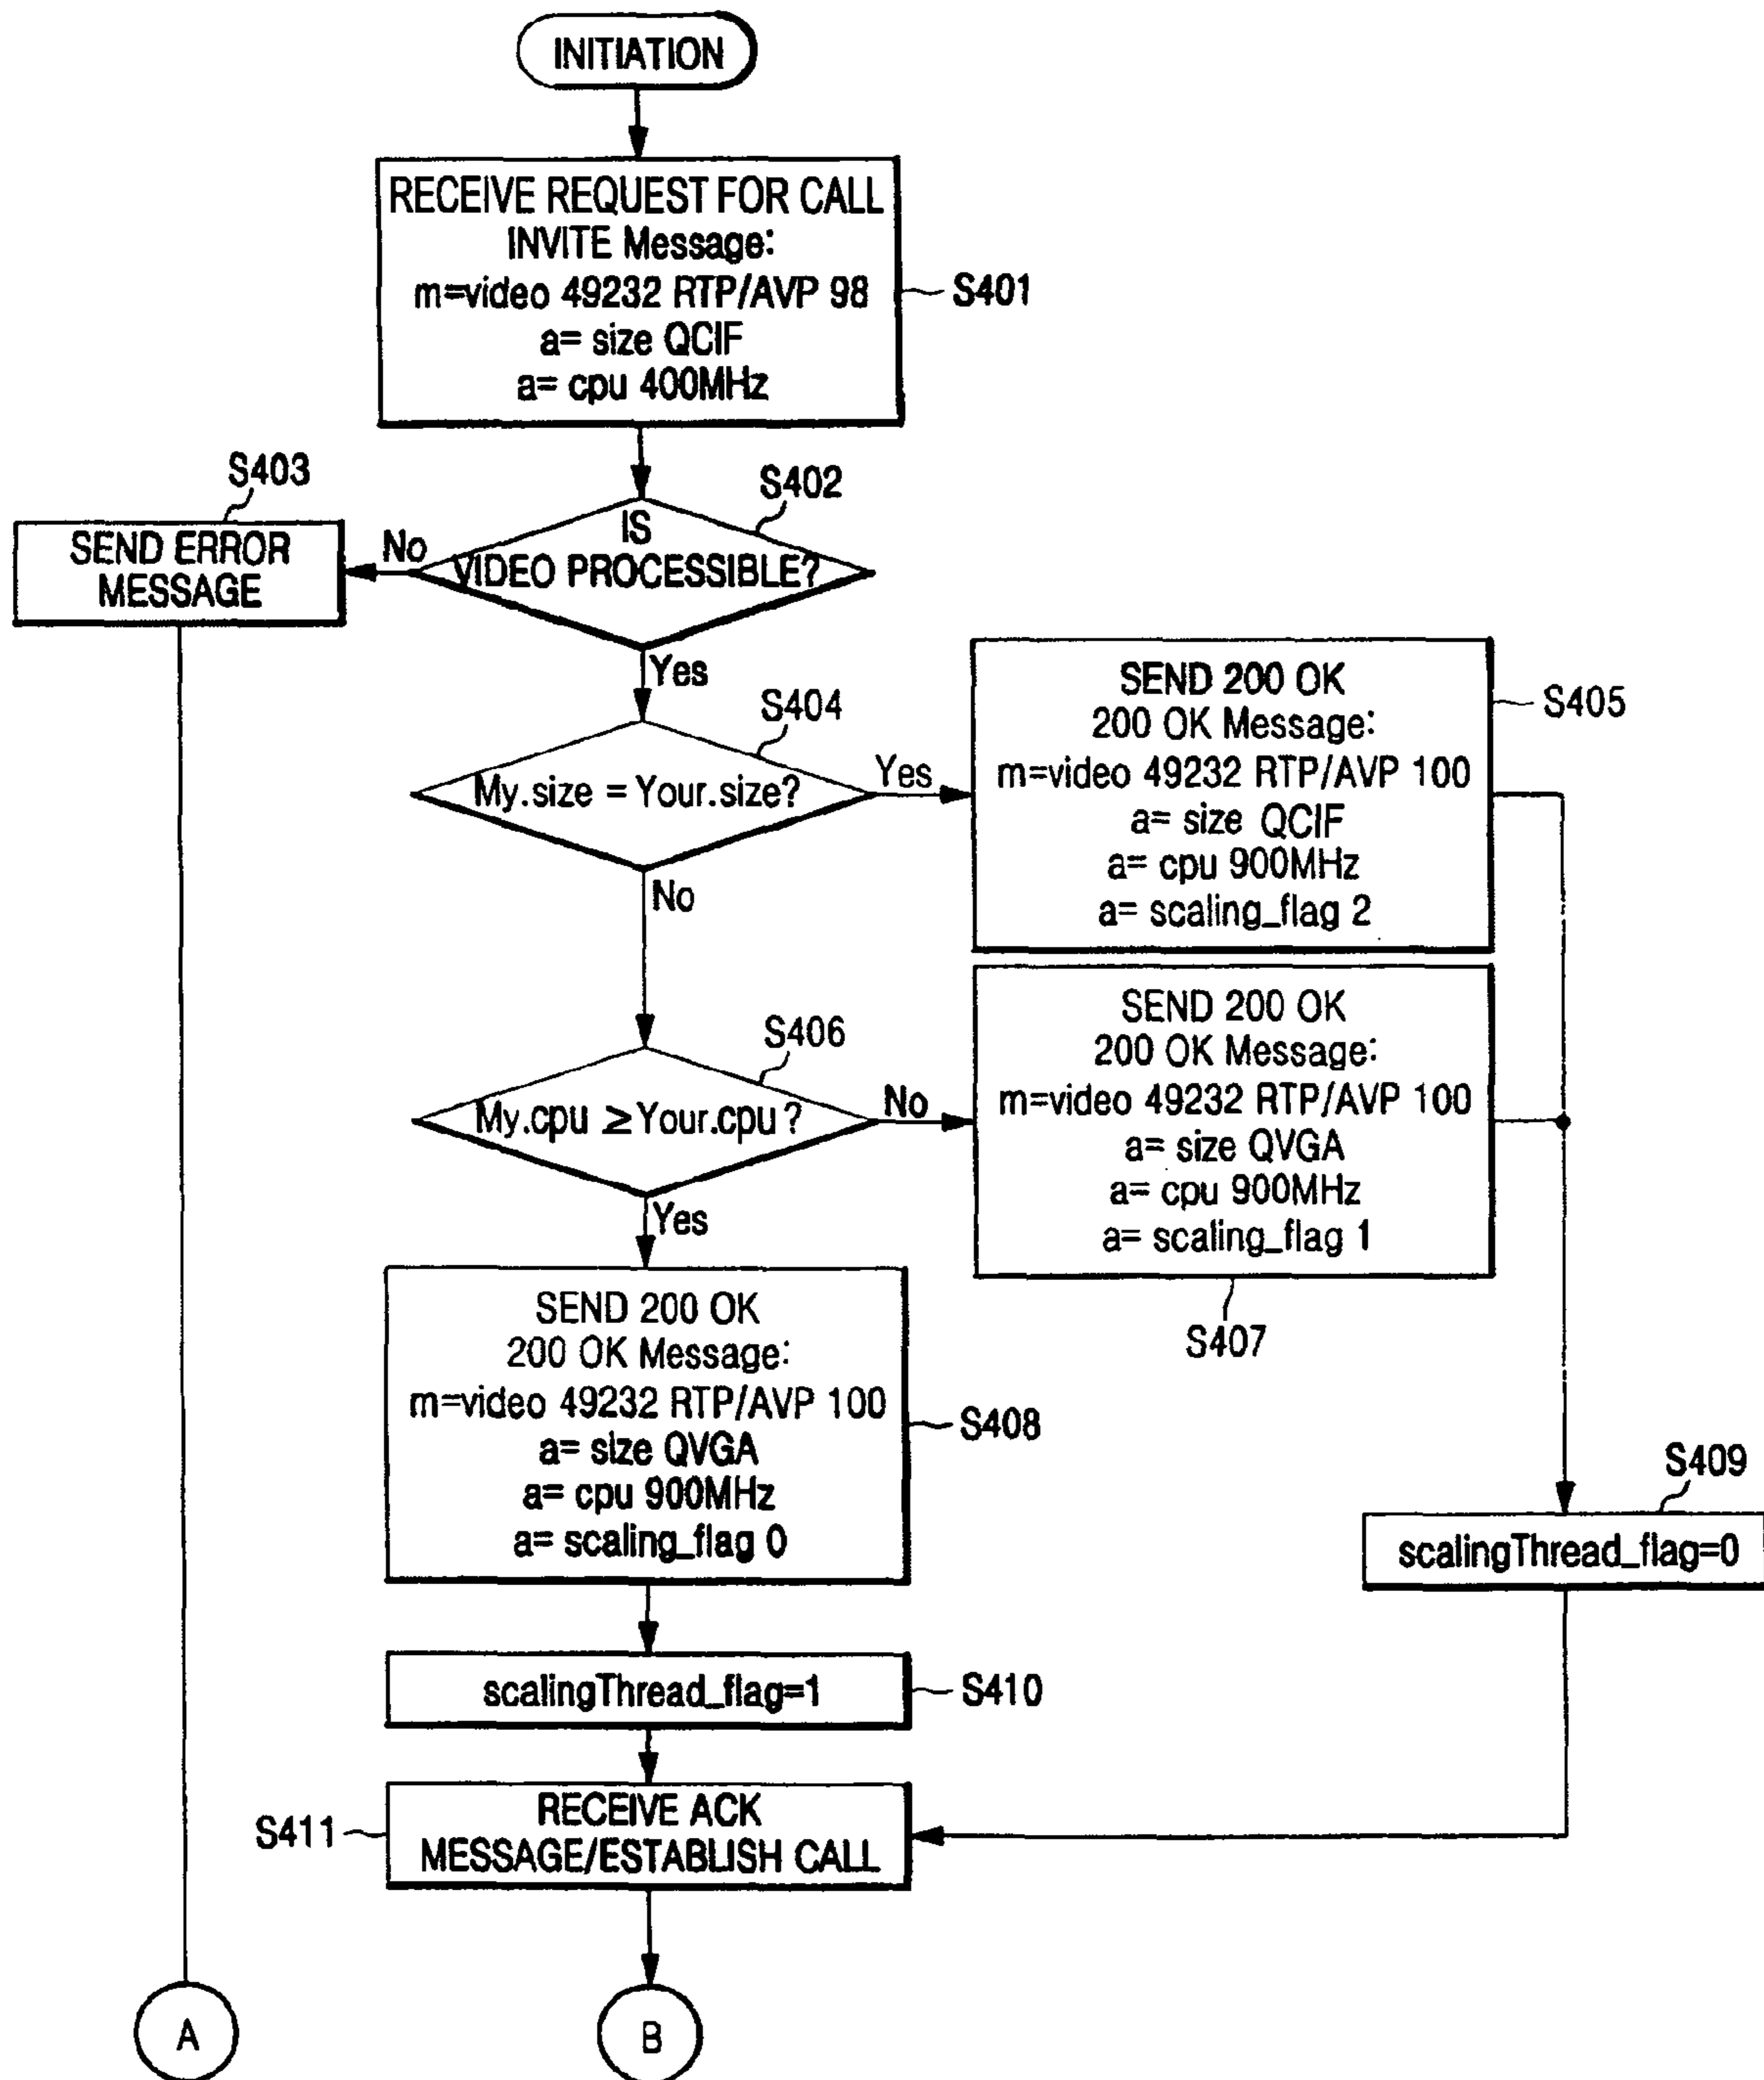 INITIATION
RECEIVE REQUEST FOR CALL
INVITE Message:
m=video 49232 RTP/AVP 98
a= size QCIF
a= cpu 400MHz
S401
S403
SEND ERROR
MESSAGE
No
S402
IS
VIDEO PROCESSIBLE?
Yes
S404
My.size = Your.size?
Yes
SEND 200 OK
200 OK Message:
m=video 49232 RTP/AVP 100
a= size QCIF
a= cpu 900MHz
a= scaling_flag 2
S405
No
S406
My.cpu ≥ Your.cpu ?
No
SEND 200 OK
200 OK Message:
m=video 49232 RTP/AVP 100
a= size QVGA
a= cpu 900MHz
a= scaling_flag 1
S407
Yes
SEND 200 OK
200 OK Message:
m=video 49232 RTP/AVP 100
a= size QVGA
a= cpu 900MHz
a= scaling_flag 0
S408
S409
scalingThread_flag=0
scalingThread_flag=1
S410
S411
RECEIVE ACK
MESSAGE/ESTABLISH CALL
A
B